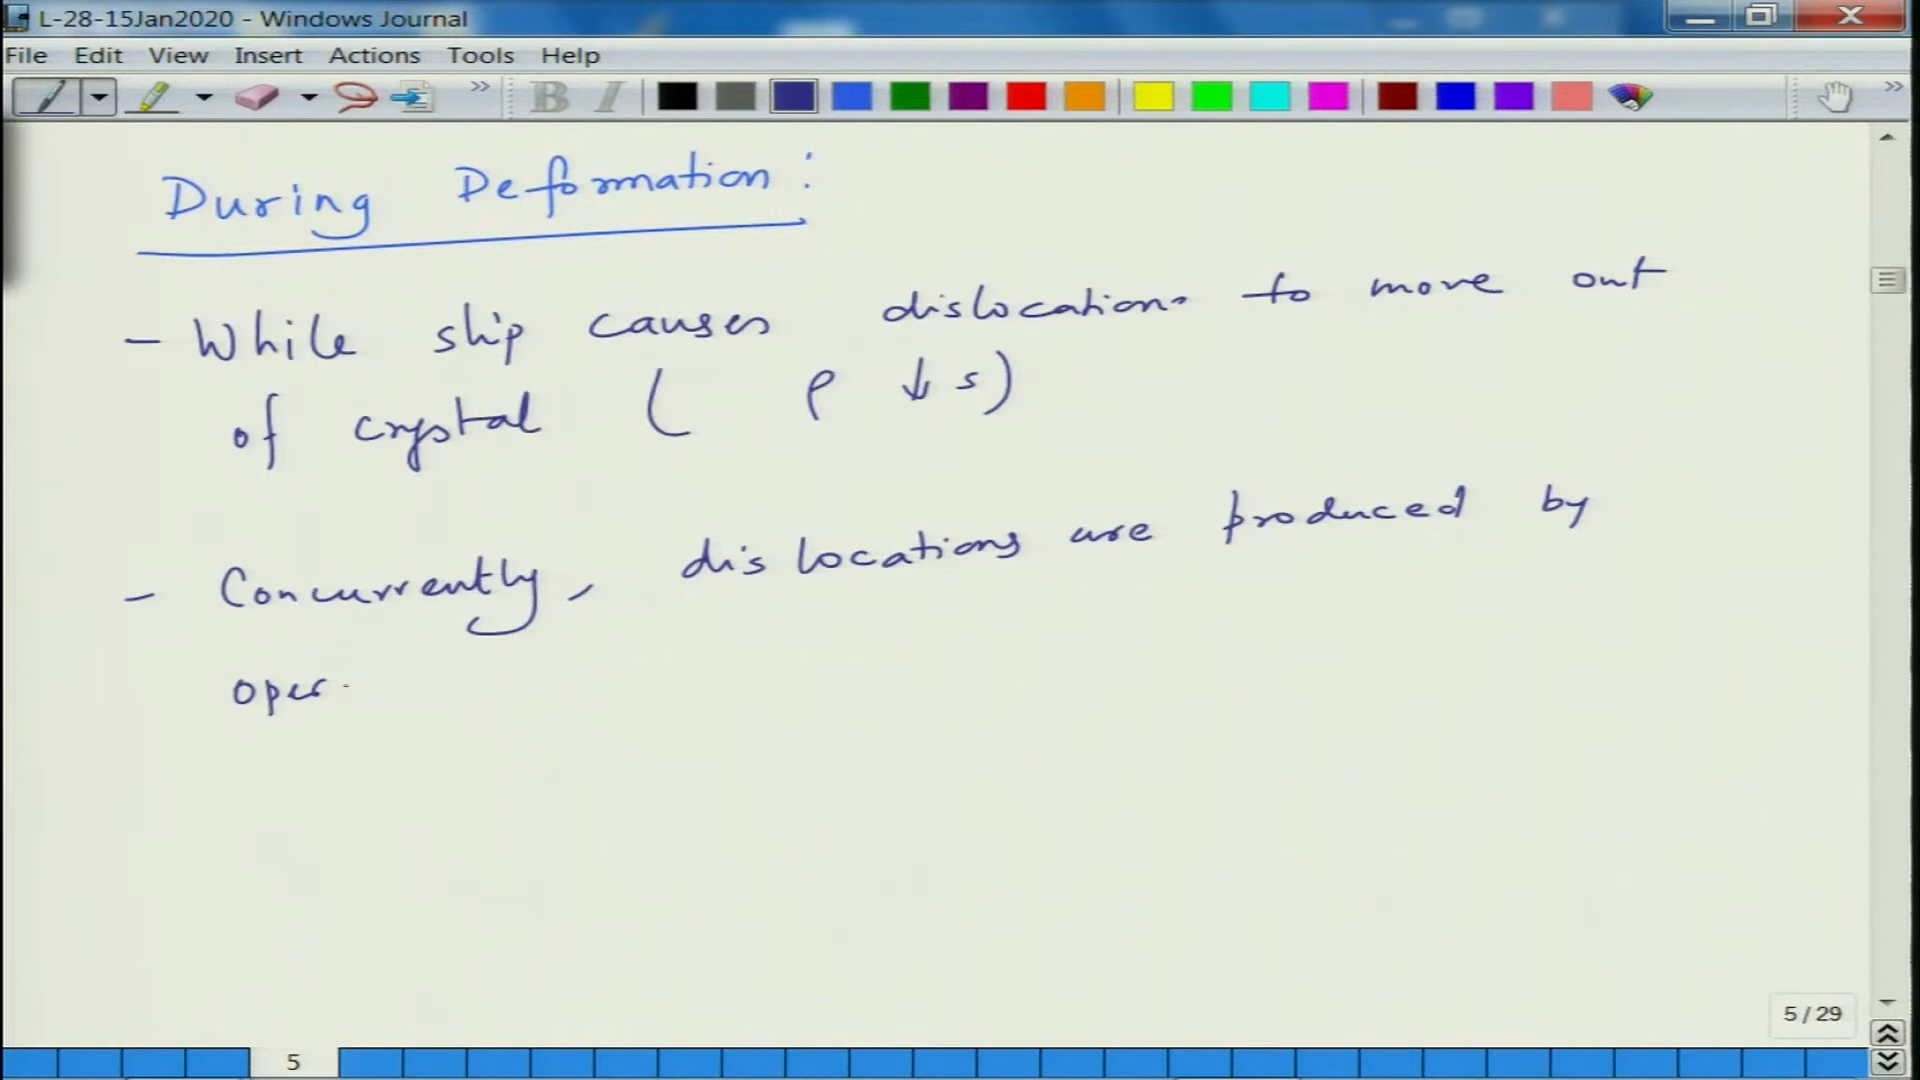 L-28-15Jan2020 - Windows Journal
File Edit View Insert Actions Tools Help
B I
During Deformation:
- While slip causes dislocations to move out
of crystal ( ρ ↓ s)
- Concurrently, dislocations are produced by
oper
5 / 29
5